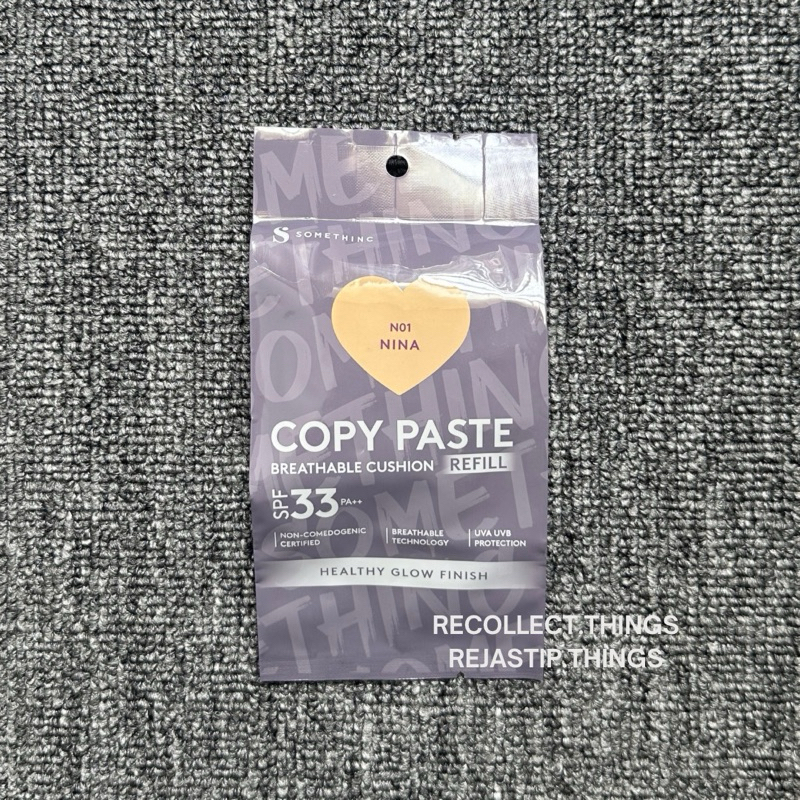 SOMETHINC
N01
NINA
COPY PASTE
BREATHABLE CUSHION REFILL
SPF 33 PA++
NON-COMEDOGENIC CERTIFIED
BREATHABLE TECHNOLOGY
UVA UVB PROTECTION
HEALTHY GLOW FINISH
RECOLLECT.THINGS
REJASTIP.THINGS